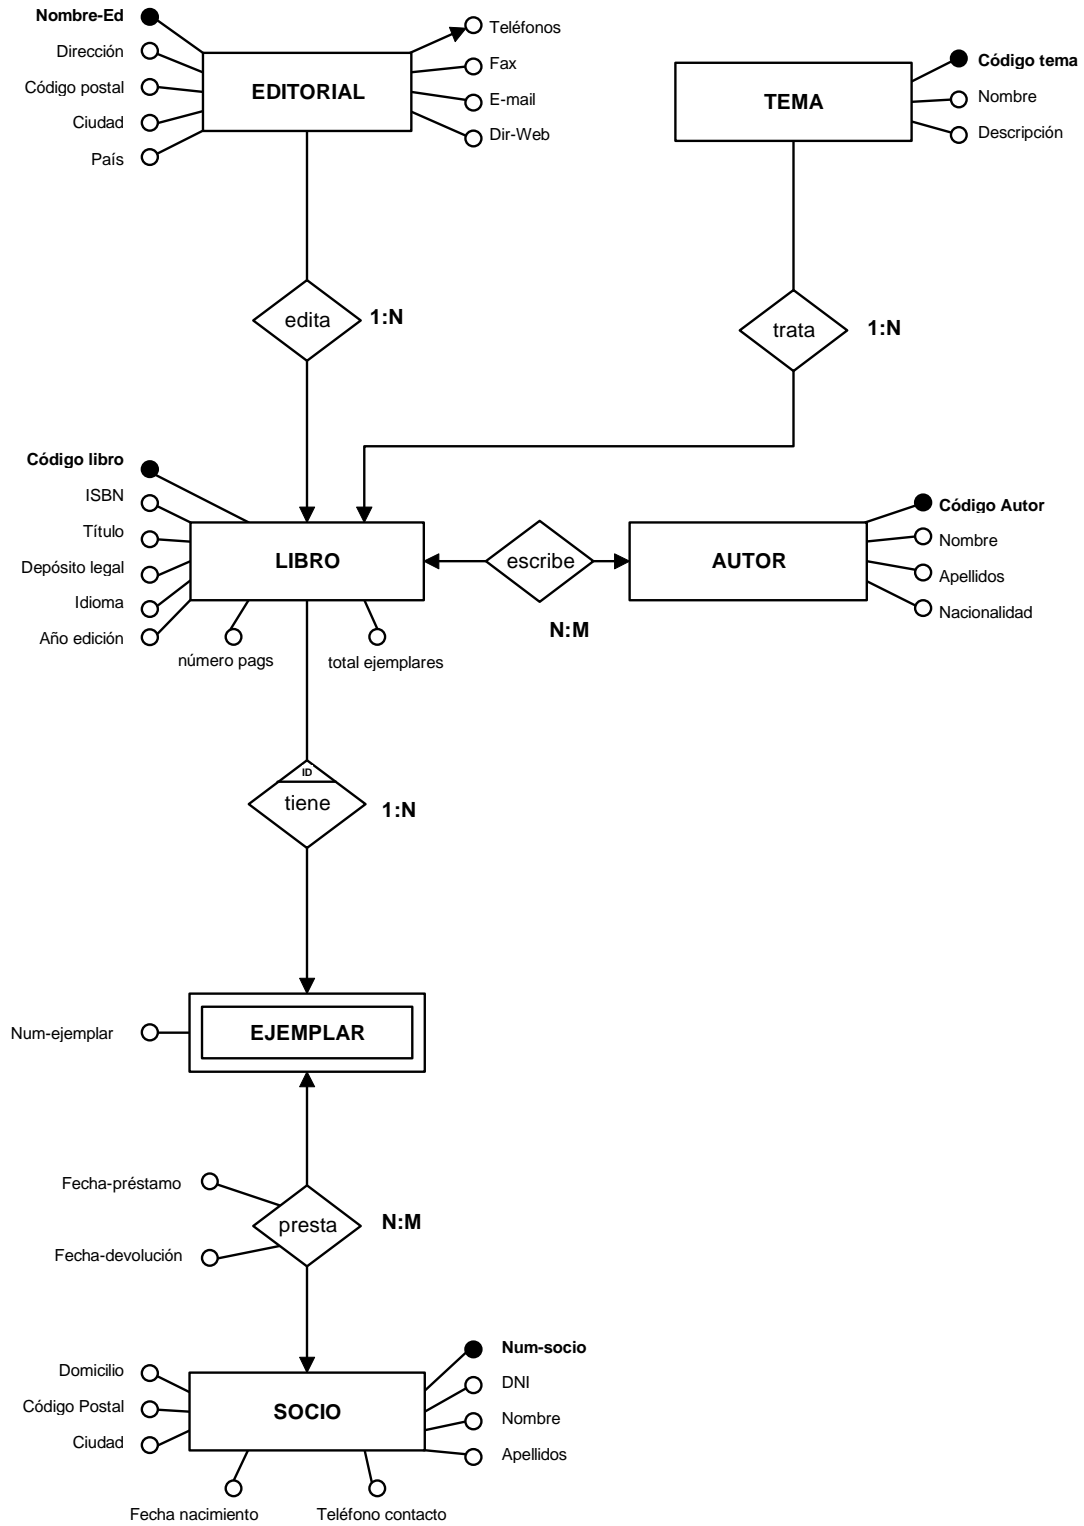 Nombre-Ed
Dirección
Código postal
Ciudad
País
EDITORIAL
Teléfonos
Fax
E-mail
Dir-Web
TEMA
Código tema
Nombre
Descripción
edita
1:N
trata
1:N
Código libro
ISBN
Título
Depósito legal
Idioma
Año edición
LIBRO
número pags
total ejemplares
escribe
N:M
AUTOR
Código Autor
Nombre
Apellidos
Nacionalidad
ID
tiene
1:N
Num-ejemplar
EJEMPLAR
Fecha-préstamo
Fecha-devolución
presta
N:M
Domicilio
Código Postal
Ciudad
SOCIO
Num-socio
DNI
Nombre
Apellidos
Fecha nacimiento
Teléfono contacto